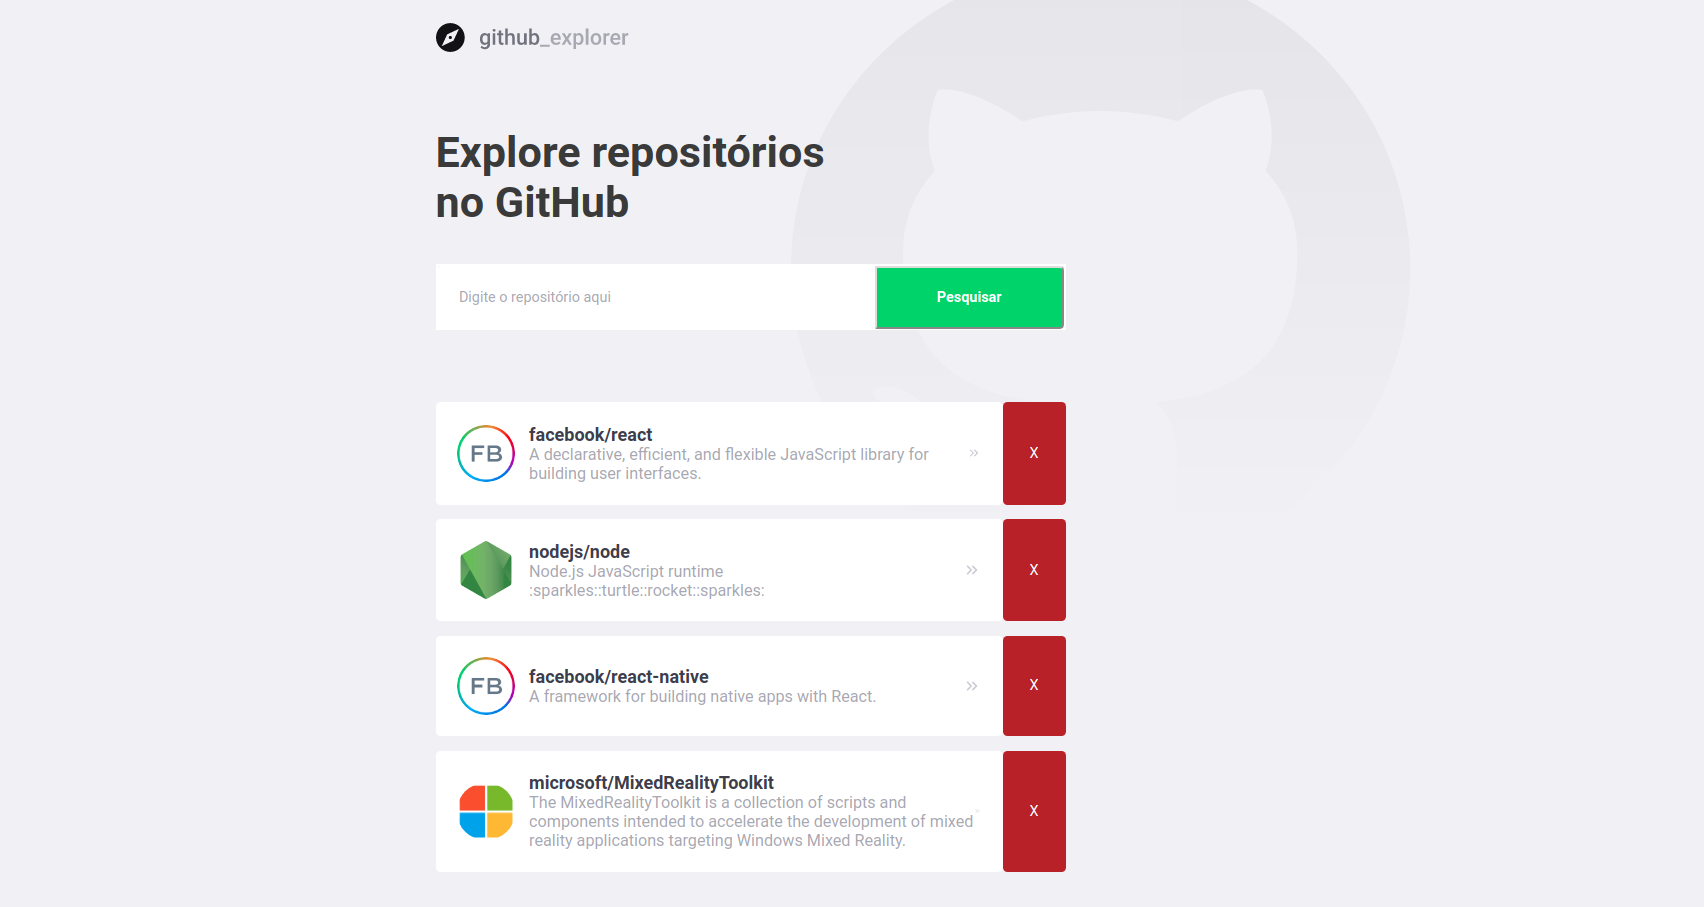 github_explorer
Explore repositórios
no GitHub
Digite o repositório aqui
Pesquisar
FB
facebook/react
A declarative, efficient, and flexible JavaScript library for
building user interfaces.
»
X
nodejs/node
Node.js JavaScript runtime
:sparkles::turtle::rocket::sparkles:
»
X
FB
facebook/react-native
A framework for building native apps with React.
»
X
microsoft/MixedRealityToolkit
The MixedRealityToolkit is a collection of scripts and
components intended to accelerate the development of mixed
reality applications targeting Windows Mixed Reality.
X